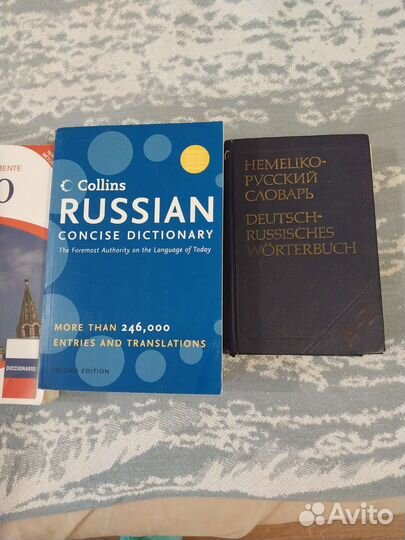 MENTE
O
DICCIONARIO
Collins
RUSSIAN
CONCISE DICTIONARY
The Foremost Authority on the Language of Today
MORE THAN 246,000
ENTRIES AND TRANSLATIONS
SECOND EDITION
НЕМЕЦКО-
РУССКИЙ
СЛОВАРЬ
DEUTSCH-
RUSSISCHES
WÖRTERBUCH
A-Z
Avito